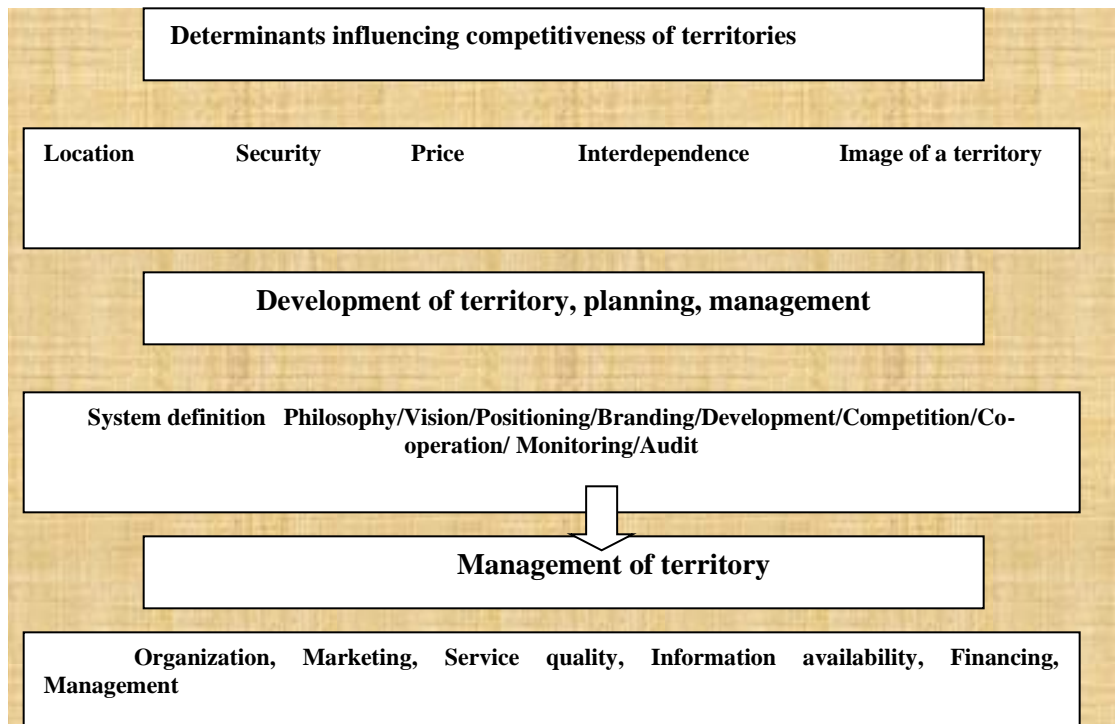 Determinants influencing competitiveness of territories
Location Security Price Interdependence Image of a territory
Development of territory, planning, management
System definition Philosophy/Vision/Positioning/Branding/Development/Competition/Co-
operation/ Monitoring/Audit
Management of territory
Organization, Marketing, Service quality, Information availability, Financing,
Management